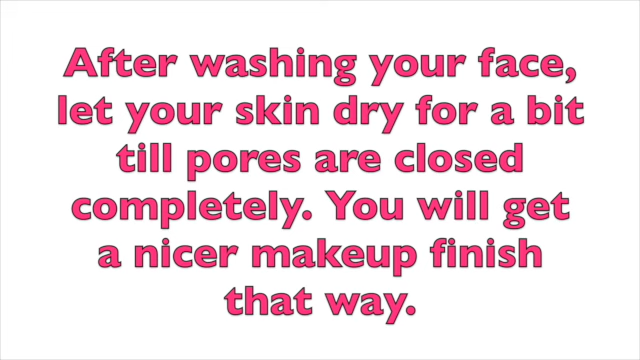 After washing your face,
let your skin dry for a bit
till pores are closed
completely. You will get
a nicer makeup finish
that way.